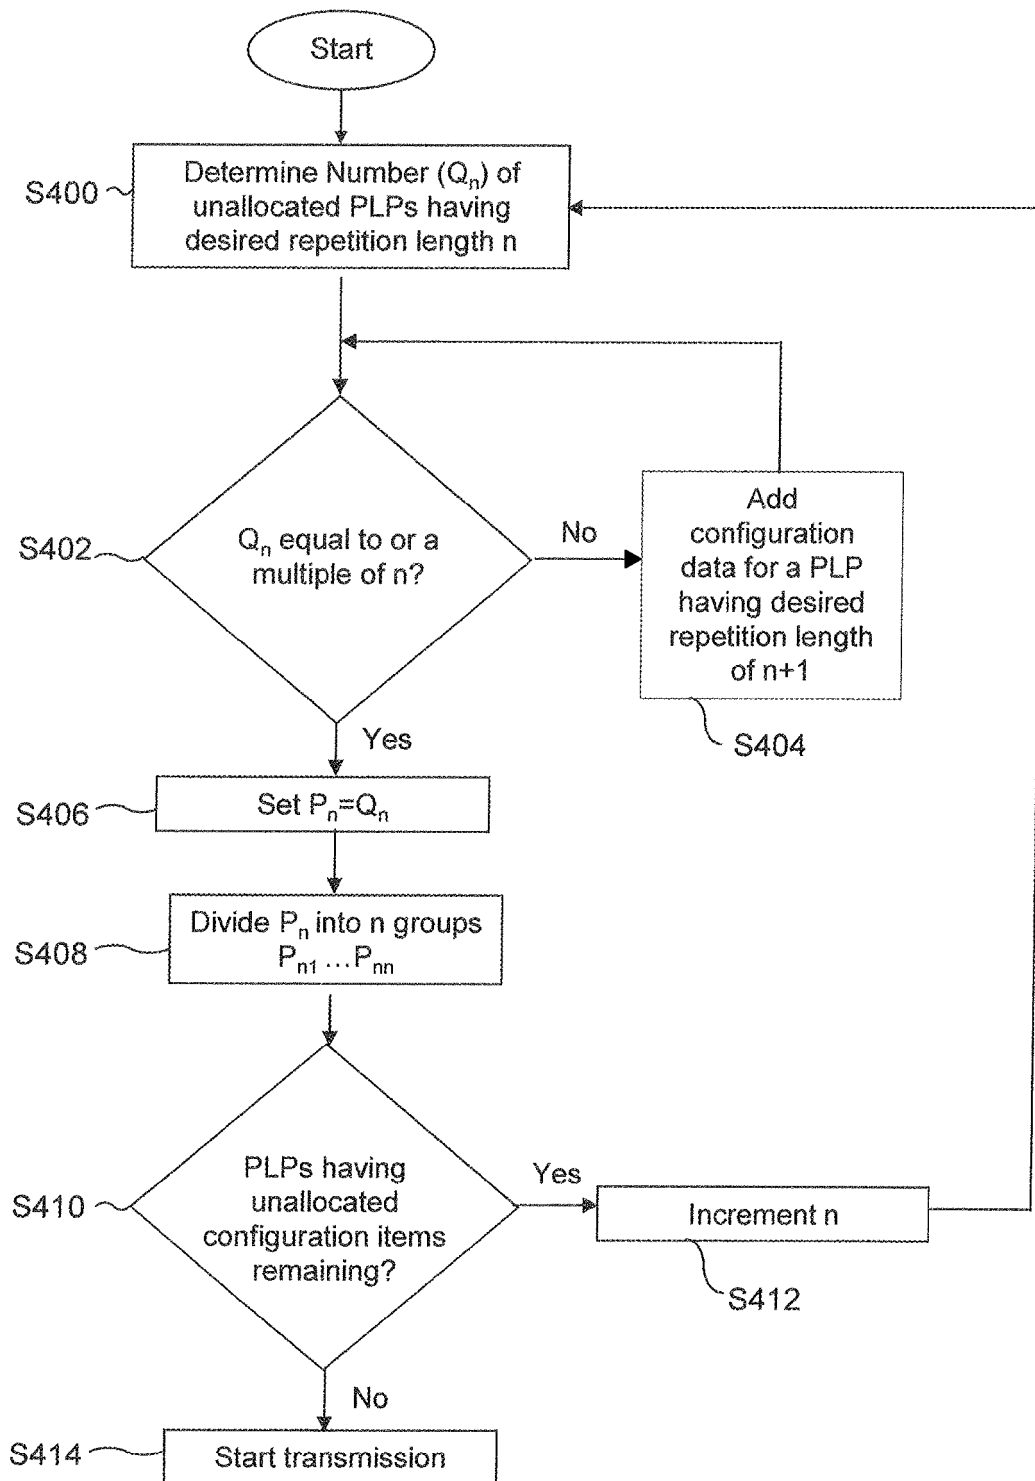 Start
S400
Determine Number (Qn) of
unallocated PLPs having
desired repetition length n
S402
Qn equal to or a
multiple of n?
No
Add
configuration
data for a PLP
having desired
repetition length
of n+1
S404
Yes
S406
Set Pn=Qn
S408
Divide Pn into n groups
Pn1 ...Pnn
S410
PLPs having
unallocated
configuration items
remaining?
Yes
Increment n
S412
No
S414
Start transmission